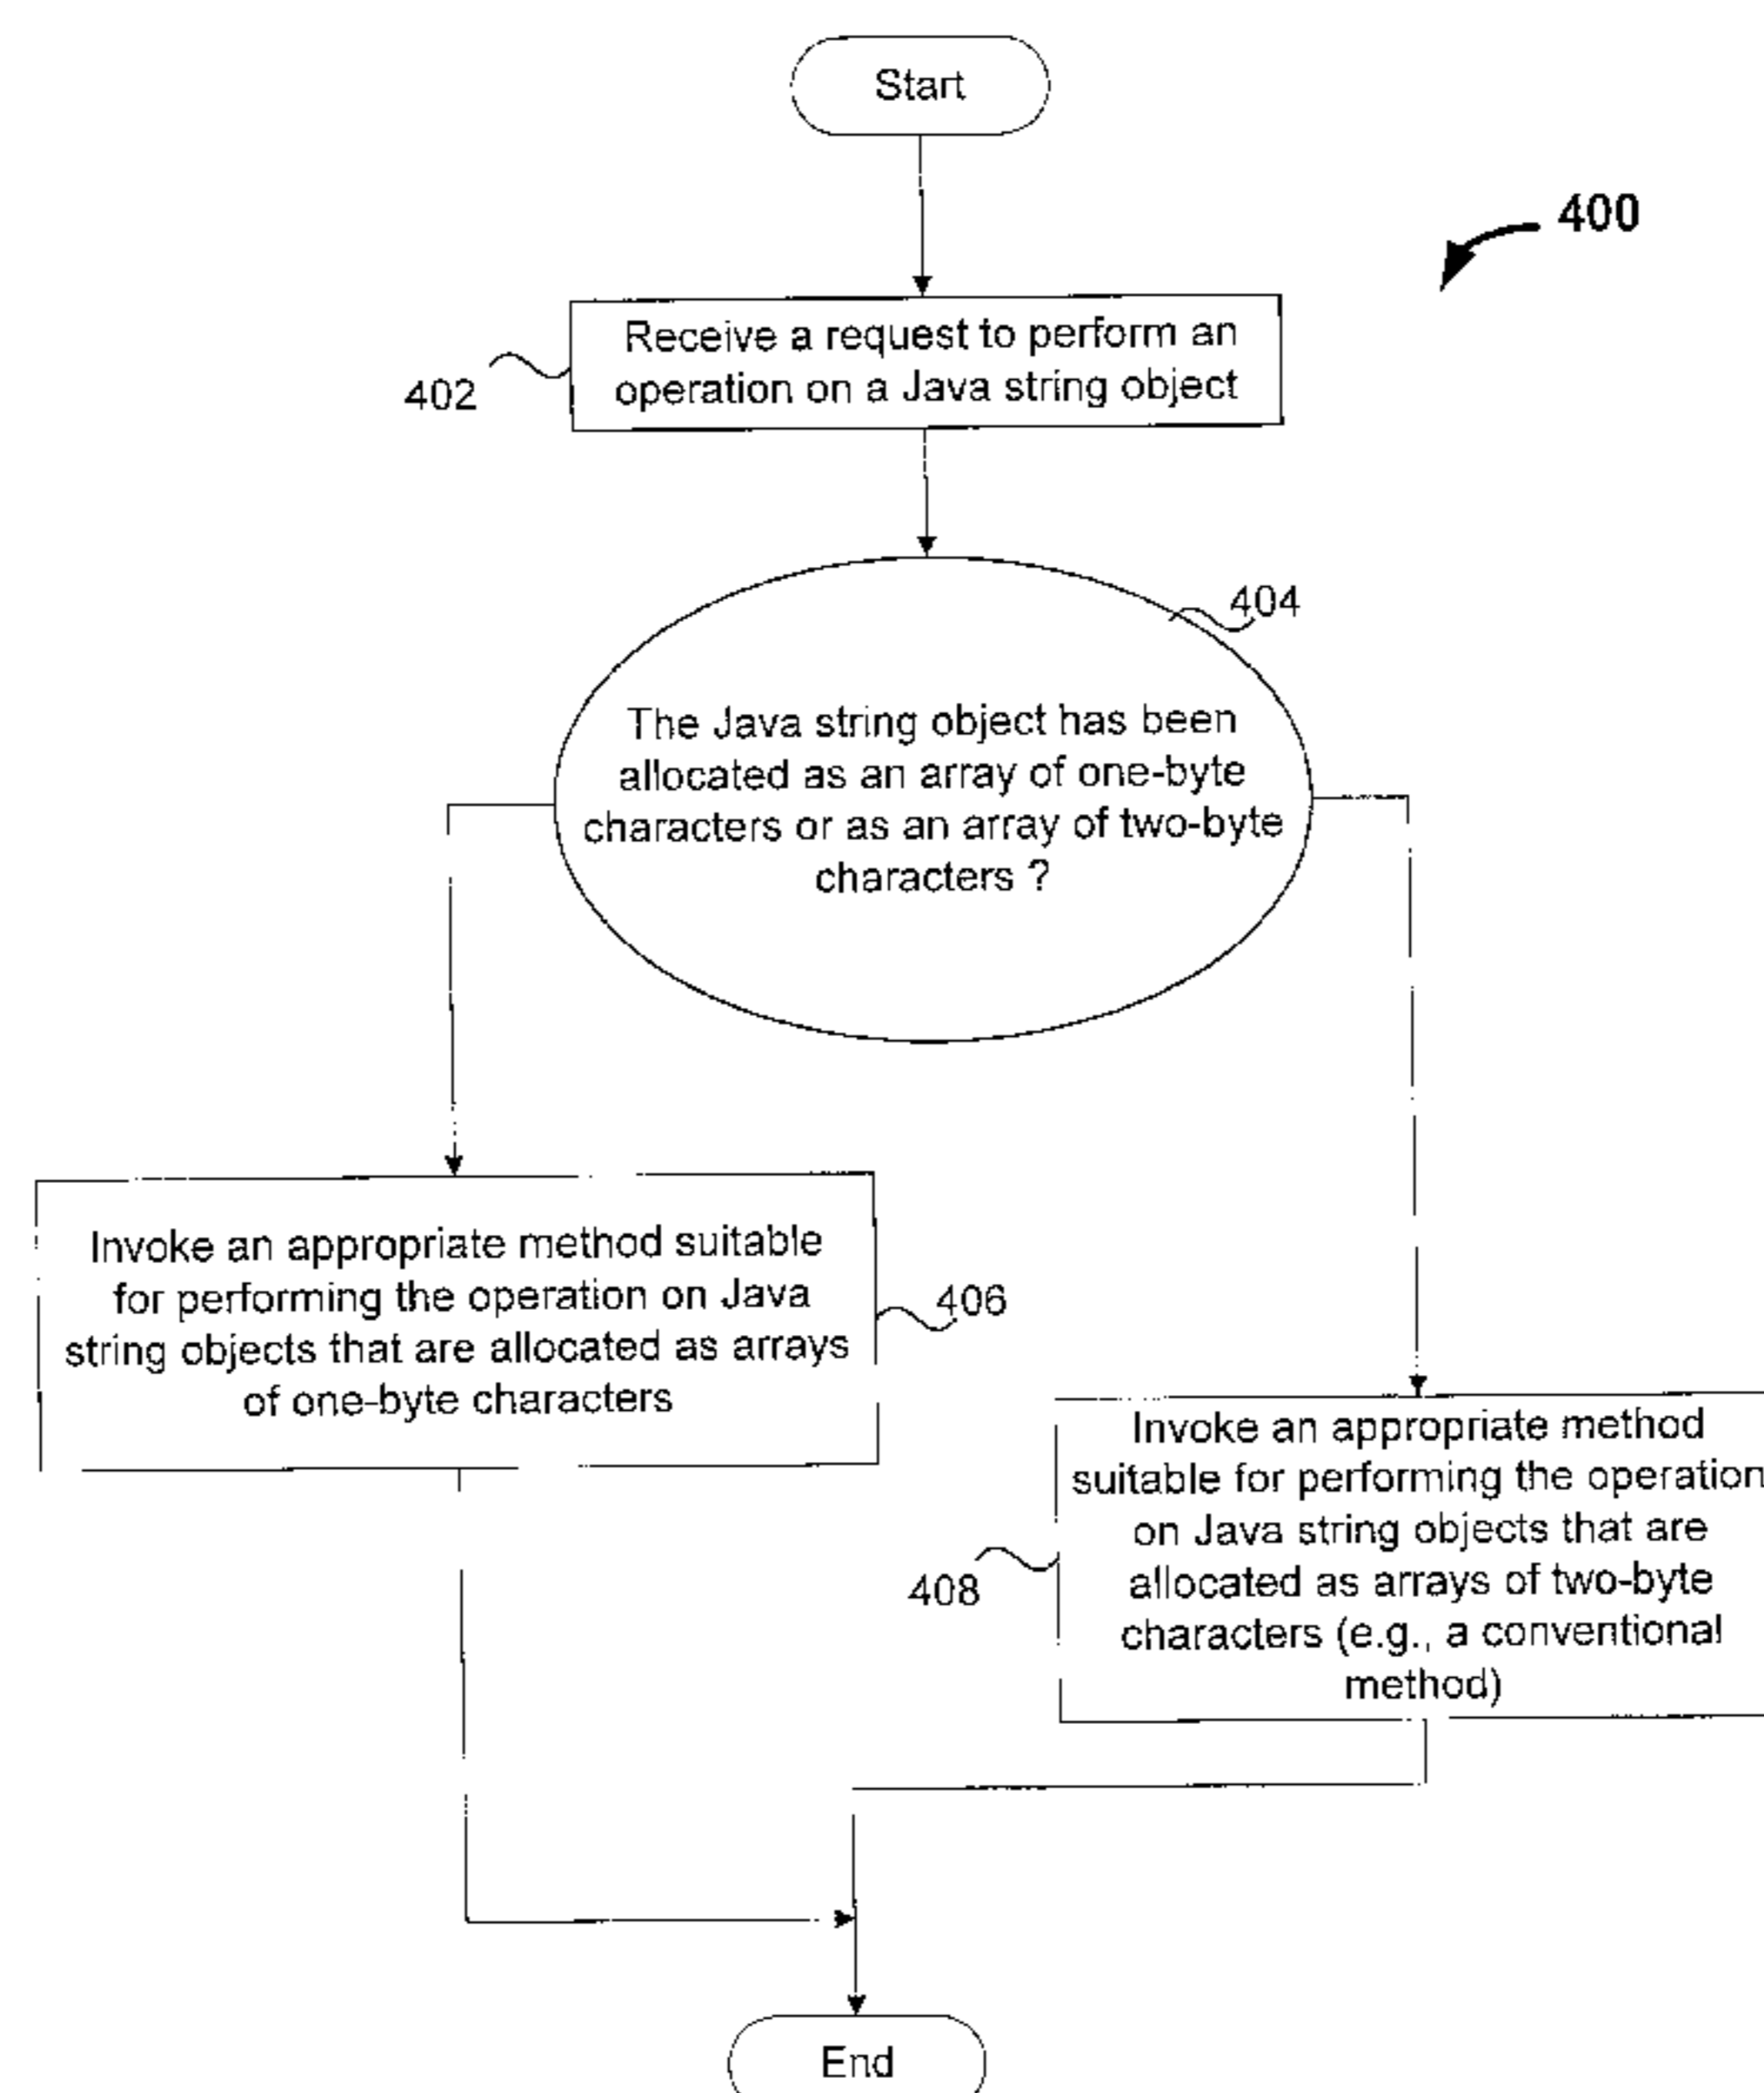 Start
400
Receive a request to perform an
operation on a Java string object
402
404
The Java string object has been
allocated as an array of one-byte
characters or as an array of two-byte
characters ?
Invoke an appropriate method suitable
for performing the operation on Java
string objects that are allocated as arrays
of one-byte characters
406
Invoke an appropriate method
suitable for performing the operation
on Java string objects that are
allocated as arrays of two-byte
characters (e.g., a conventional
method)
408
End